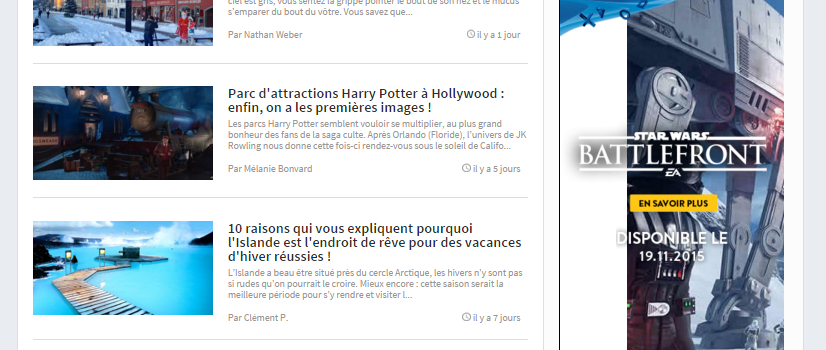 ciel est gris, vous sentez la grippe pointer le bout de son nez et le mucus
s'emparer du bout du vôtre. Vous savez que...
Par Nathan Weber
il y a 1 jour
Parc d'attractions Harry Potter à Hollywood :
enfin, on a les premières images !
Les parcs Harry Potter semblent vouloir se multiplier, au plus grand
bonheur des fans de la saga culte. Après Orlando (Floride), l'univers de JK
Rowling nous donne cette fois-ci rendez-vous sous le soleil de Califo...
Par Mélanie Bonvard
il y a 5 jours
10 raisons qui vous expliquent pourquoi
l'Islande est l'endroit de rêve pour des vacances
d'hiver réussies !
L'Islande a beau être situé près du cercle Arctique, les hivers n'y sont pas
si rudes qu'on pourrait le croire. Mieux encore : cette saison serait la
meilleure période pour s'y rendre et visiter l...
Par Clément P.
il y a 7 jours
STAR WARS
BATTLEFRONT
EA
EN SAVOIR PLUS
DISPONIBLE LE
19.11.2015